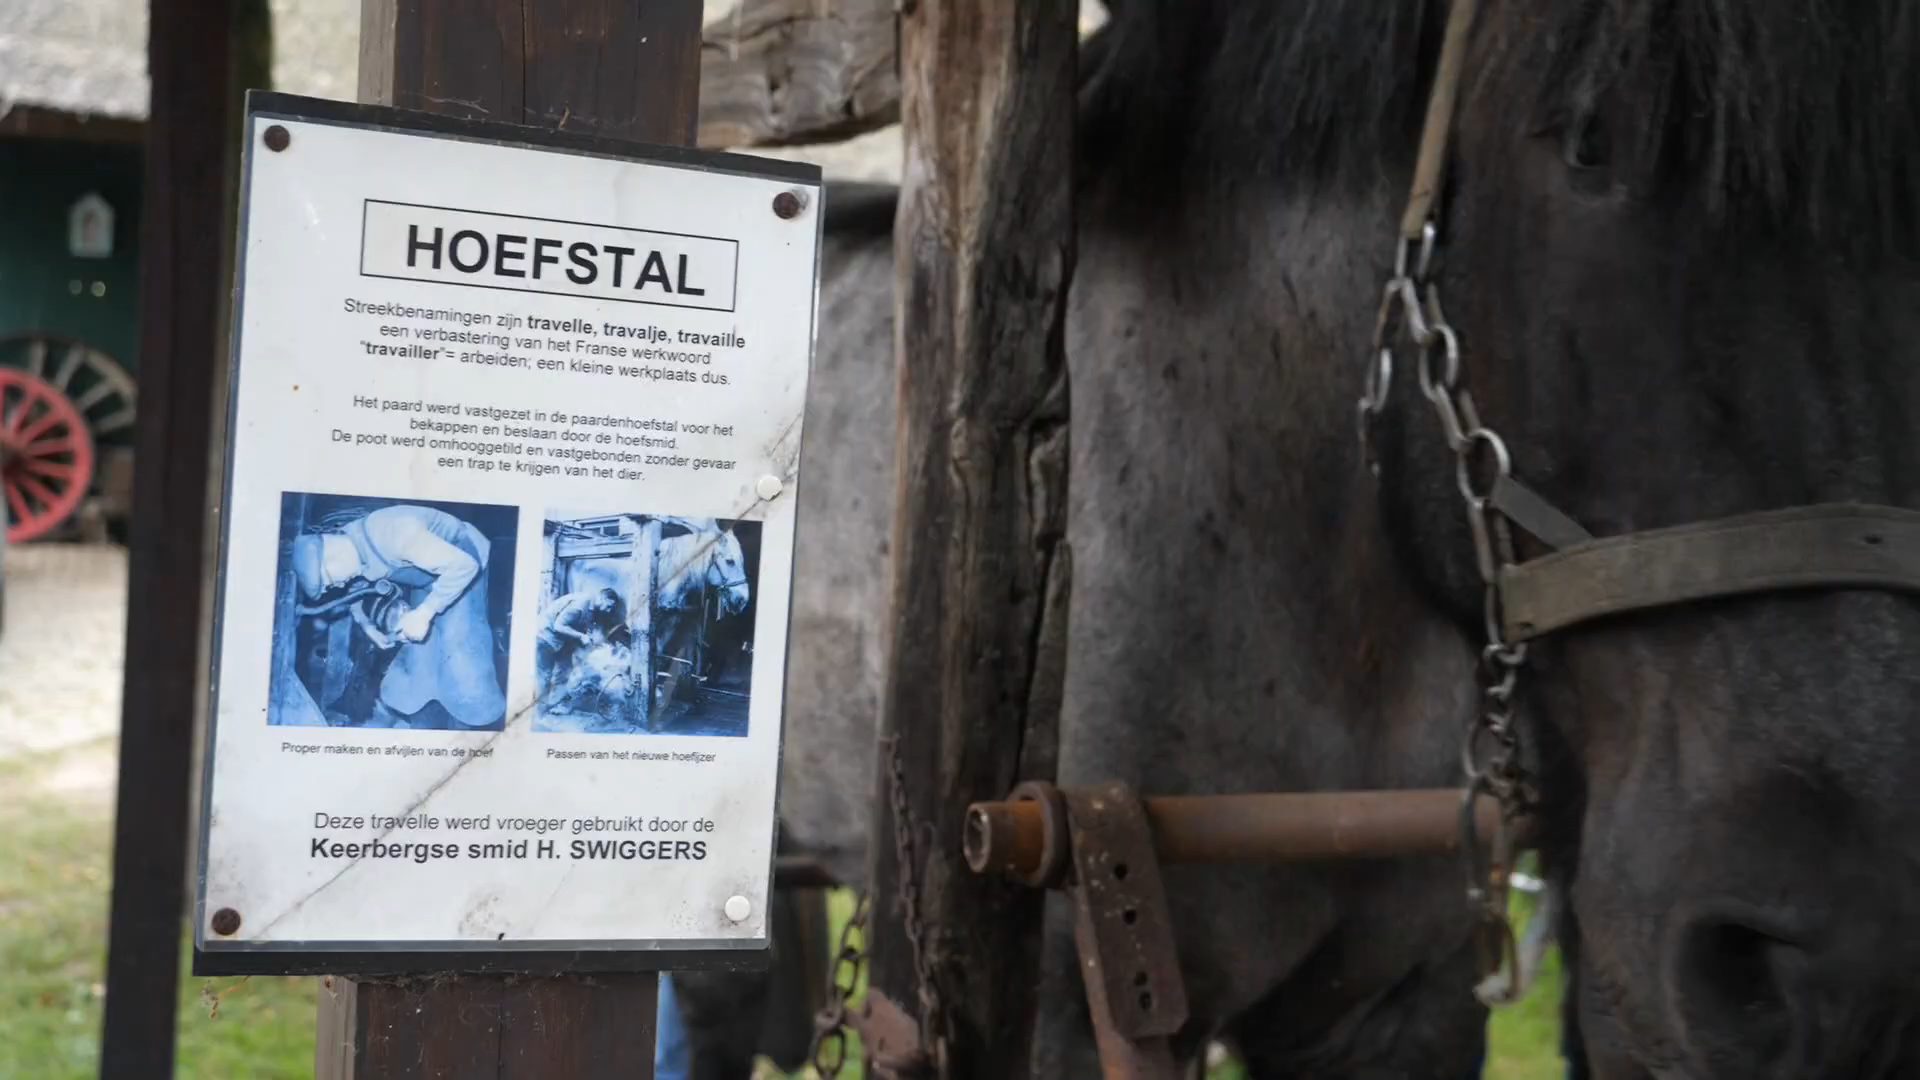 HOEFSTAL
Streekbenamingen zijn travelle, travalje, travaille
een verbastering van het Franse werkwoord
"travailler"= arbeiden; een kleine werkplaats dus.
Het paard werd vastgezet in de paardenhoefstal voor het
bekappen en beslaan door de hoefsmid.
De poot werd omhooggetild en vastgebonden zonder gevaar
een trap te krijgen van het dier.
Proper maken en afvijlen van de hoef
Passen van het nieuwe hoefijzer
Deze travelle werd vroeger gebruikt door de
Keerbergse smid H. SWIGGERS